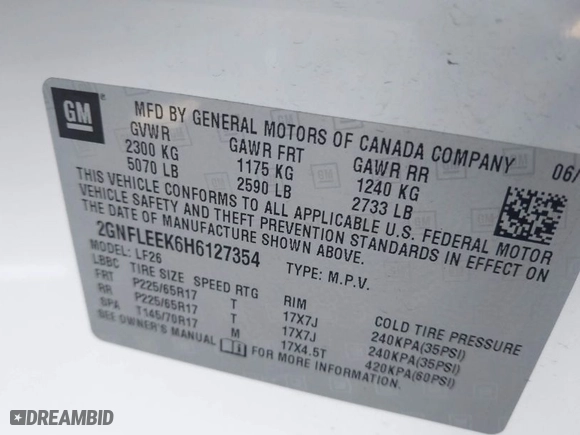 GM
MFD BY GENERAL MOTORS OF CANADA COMPANY 06/
GVWR GAWR FRT GAWR RR
2300 KG 1175 KG 1240 KG
5070 LB 2590 LB 2733 LB
THIS VEHICLE CONFORMS TO ALL APPLICABLE U.S. FEDERAL MOTOR
VEHICLE SAFETY AND THEFT PREVENTION STANDARDS IN EFFECT ON
THE DATE OF MANUFACTURE SHOWN ABOVE.
2GNFLEEK6H6127354 TYPE: M.P.V.
MODEL: LF26
LBBC TIRE SIZE SPEED RTG RIM COLD TIRE PRESSURE
FRT P225/65R17 T 17X7J 240KPA(35PSI)
RR P225/65R17 T 17X7J 240KPA(35PSI)
SPA T145/70R17 M 17X4.5T 420KPA(60PSI)
SEE OWNER'S MANUAL FOR MORE INFORMATION
DREAMBID